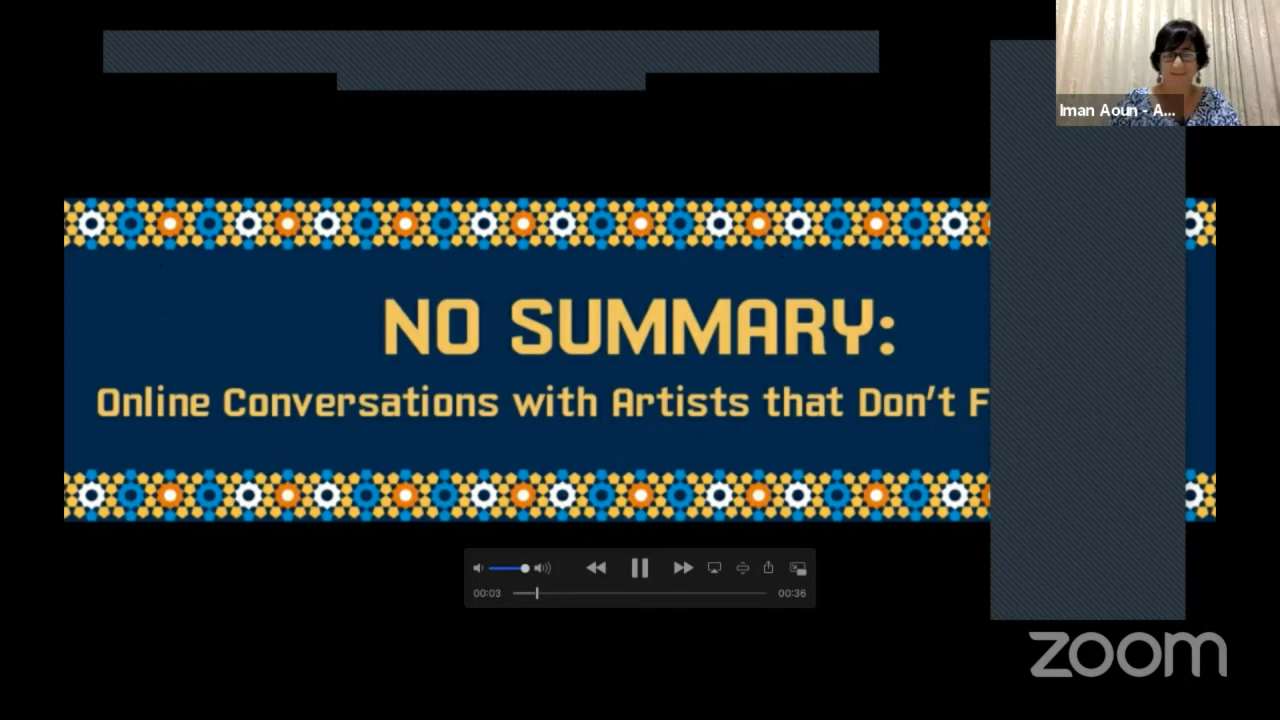 Iman Aoun - A...
NO SUMMARY:
Online Conversations with Artists that Don't F
00:03
00:36
zoom